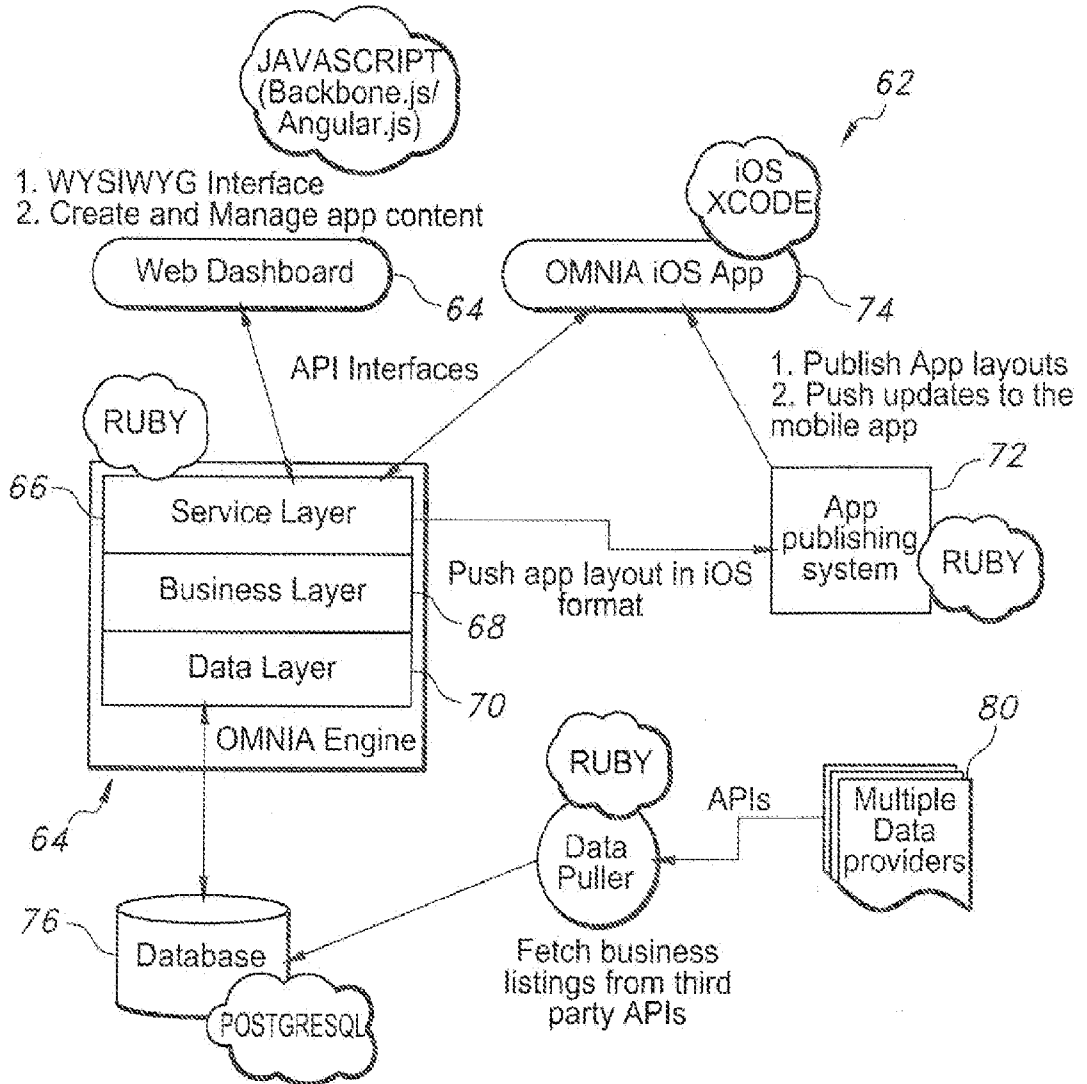 JAVASCRIPT
(Backbone.js/
Angular.js)
62
1. WYSIWYG Interface
2. Create and Manage app content
iOS
XCODE
Web Dashboard
64
OMNIA iOS App
74
API Interfaces
1. Publish App layouts
2. Push updates to the
mobile app
RUBY
72
66
Service Layer
App
publishing
system
RUBY
Business Layer
68
Push app layout in iOS
format
Data Layer
70
OMNIA Engine
64
RUBY
80
APIs
Multiple
Data
providers
Data
Puller
76
Database
POSTGRESQL
Fetch business
listings from third
party APIs